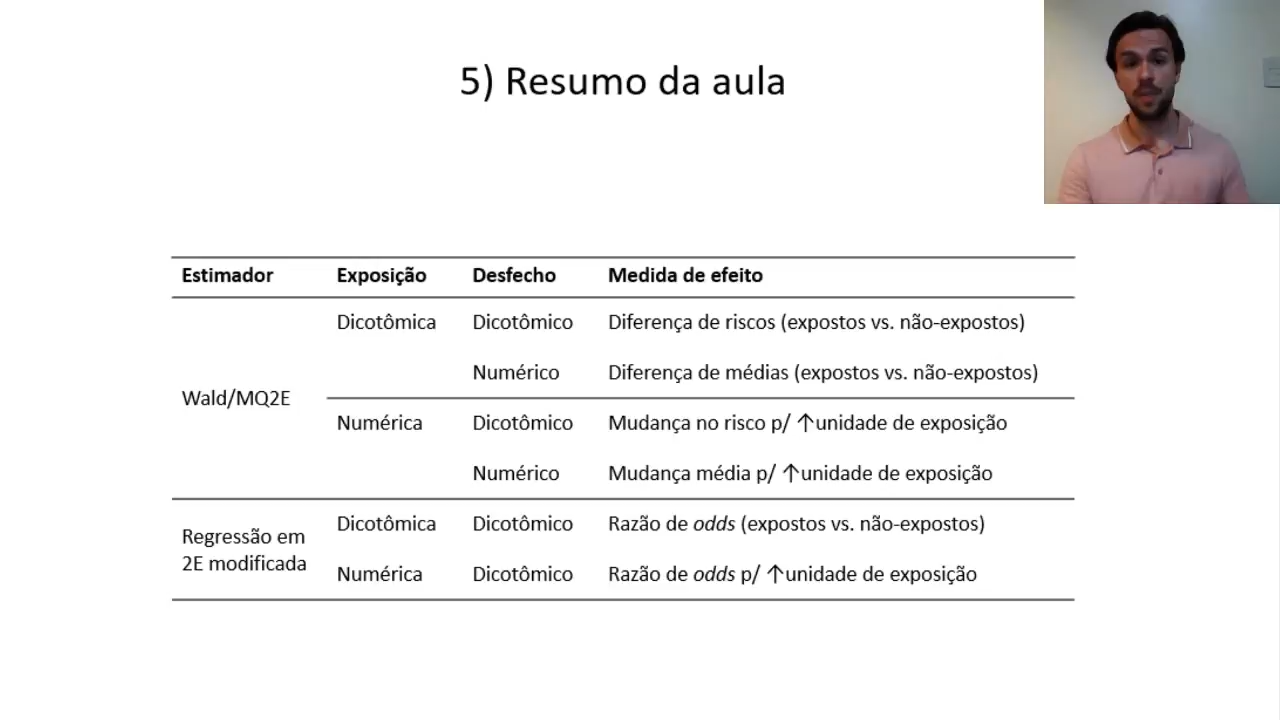 5) Resumo da aula
Estimador Exposição Desfecho Medida de efeito
Dicotômica Dicotômico Diferença de riscos (expostos vs. não-expostos)
Numérico Diferença de médias (expostos vs. não-expostos)
Wald/MQ2E
Numérica Dicotômico Mudança no risco p/ ↑unidade de exposição
Numérico Mudança média p/ ↑unidade de exposição
Dicotômica Dicotômico Razão de odds (expostos vs. não-expostos)
Regressão em
2E modificada
Numérica Dicotômico Razão de odds p/ ↑unidade de exposição